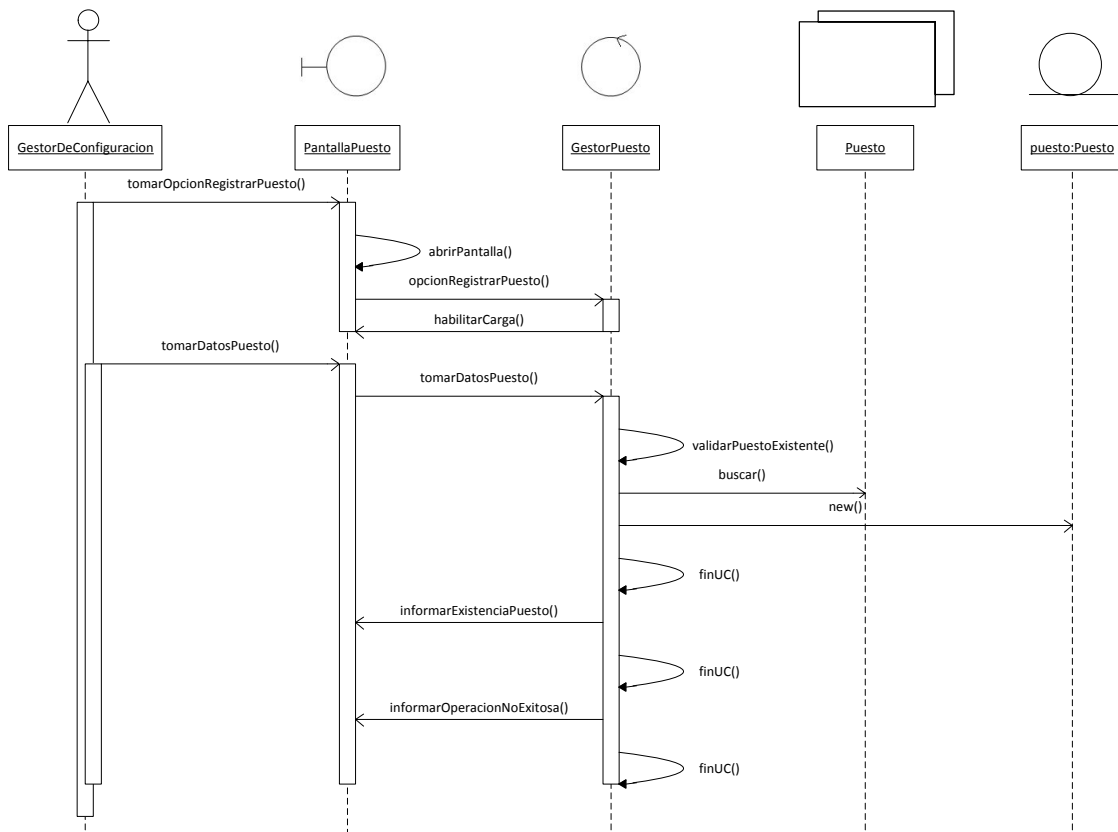 GestorDeConfiguracion
PantallaPuesto
GestorPuesto
Puesto
puesto:Puesto
tomarOpcionRegistrarPuesto()
abrirPantalla()
opcionRegistrarPuesto()
habilitarCarga()
tomarDatosPuesto()
tomarDatosPuesto()
validarPuestoExistente()
buscar()
new()
finUC()
informarExistenciaPuesto()
finUC()
informarOperacionNoExitosa()
finUC()